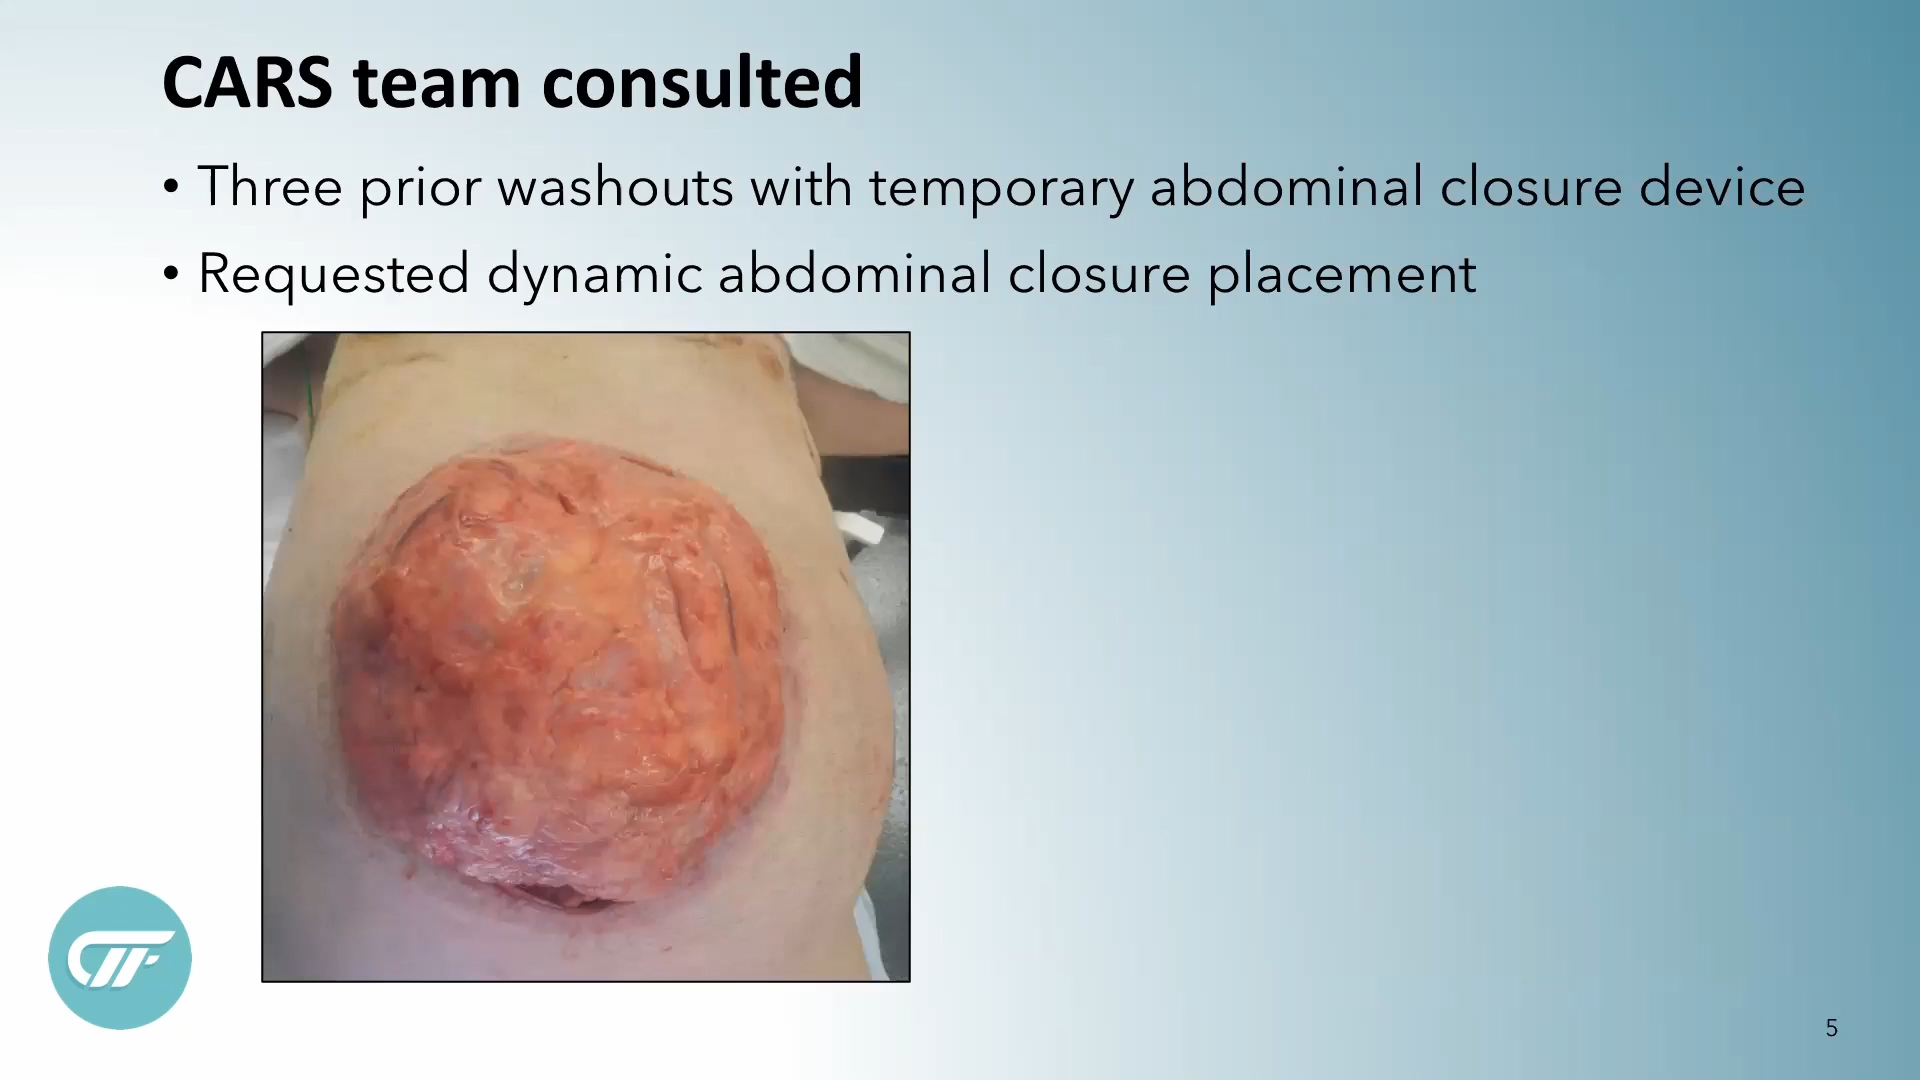 CARS team consulted
• Three prior washouts with temporary abdominal closure device
• Requested dynamic abdominal closure placement
5